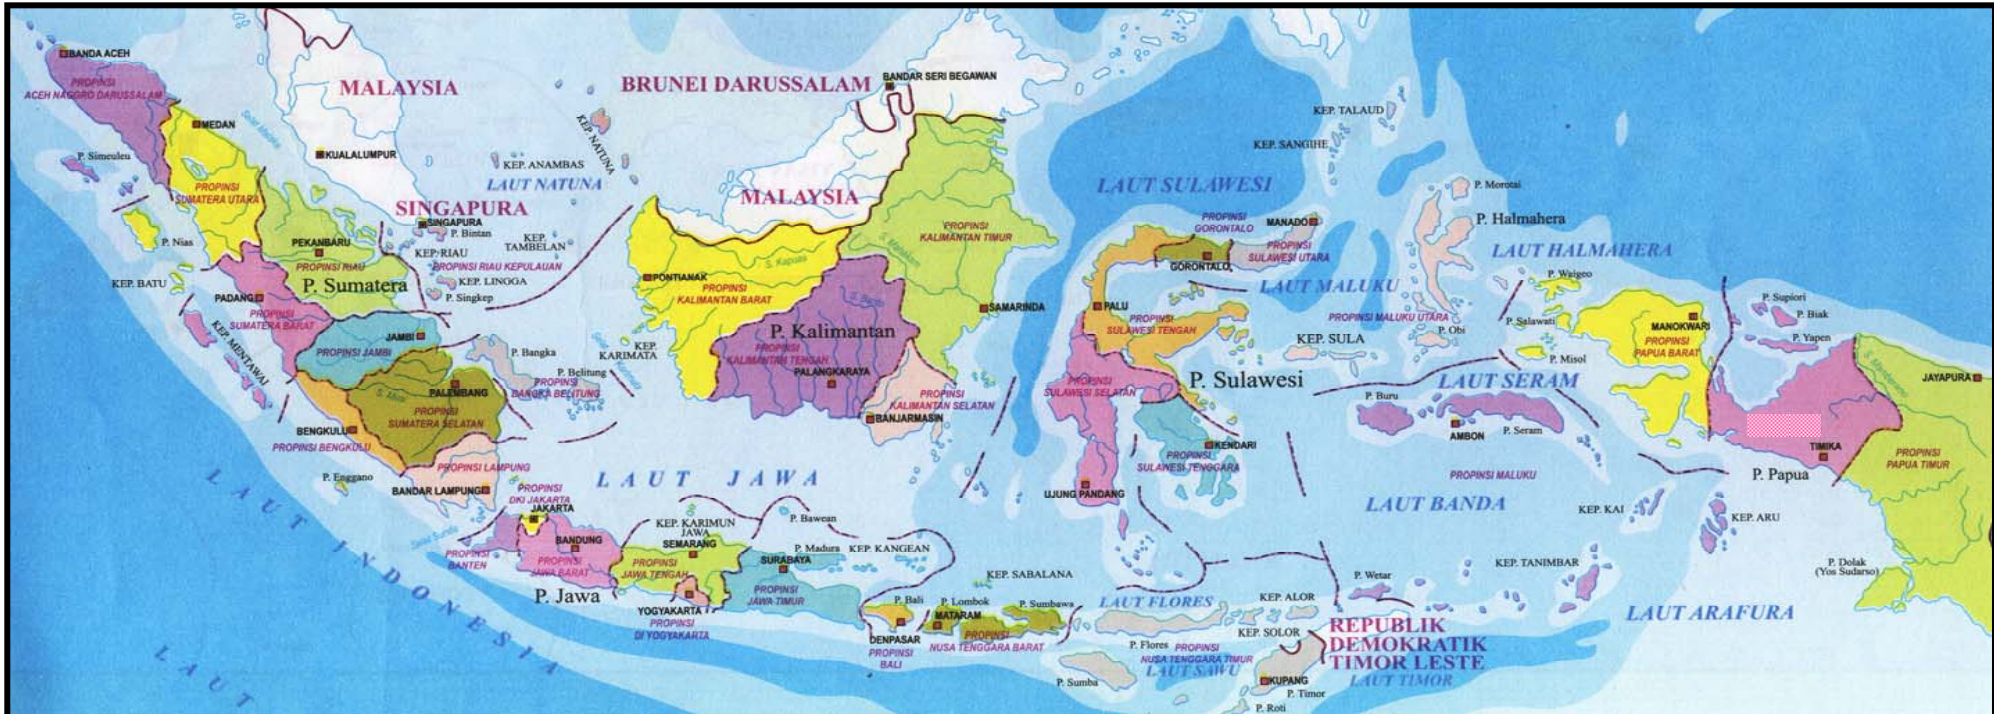 BANDA ACEH
PROPINSI
ACEH NAGGRO DARUSSALAM
MEDAN
Selat Malaka
P. Simeuleu
PROPINSI
SUMATERA UTARA
P. Nias
KEP. BATU
PEKANBARU
PROPINSI RIAU
P. Sumatera
PADANG
PROPINSI
SUMATERA BARAT
KEP. MENTAWAI
JAMBI
PROPINSI JAMBI
PALEMBANG
S. Musi
PROPINSI
SUMATERA SELATAN
BENGKULU
PROPINSI BENGKULU
P. Enggano
PROPINSI LAMPUNG
BANDAR LAMPUNG
MALAYSIA
KUALALUMPUR
SINGAPURA
SINGAPURA
P. Bintan
KEP. RIAU
KEP.
TAMBELAN
PROPINSI RIAU KEPULAUAN
KEP. LINGGA
P. Singkep
KEP. ANAMBAS
KEP. NATUNA
LAUT NATUNA
P. Bangka
P. Belitung
PROPINSI
BANGKA BELITUNG
KEP.
KARIMATA
BRUNEI DARUSSALAM
BANDAR SERI BEGAWAN
MALAYSIA
PONTIANAK
S. Kapuas
PROPINSI
KALIMANTAN BARAT
PROPINSI
KALIMANTAN TIMUR
S. Mahakam
SAMARINDA
S. Barito
P. Kalimantan
PROPINSI
KALIMANTAN TENGAH
PALANGKARAYA
PROPINSI
KALIMANTAN SELATAN
BANJARMASIN
LAUT JAWA
LAUT INDONESIA
LAUT
Selat Sunda
PROPINSI
DKI JAKARTA
JAKARTA
PROPINSI
BANTEN
BANDUNG
PROPINSI
JAWA BARAT
P. Jawa
KEP. KARIMUN
JAWA
SEMARANG
PROPINSI
JAWA TENGAH
YOGYAKARTA
PROPINSI
DI YOGYAKARTA
P. Bawean
P. Madura
SURABAYA
PROPINSI
JAWA TIMUR
KEP. KANGEAN
P. Bali
DENPASAR
PROPINSI
BALI
P. Lombok
MATARAM
P. Sumbawa
PROPINSI
NUSA TENGGARA BARAT
KEP. SABALANA
LAUT FLORES
P. Flores
PROPINSI
NUSA TENGGARA TIMUR
LAUT SAWU
P. Sumba
KEP. ALOR
KEP. SOLOR
KUPANG
P. Timor
P. Roti
REPUBLIK
DEMOKRATIK
TIMOR LESTE
LAUT TIMOR
P. Wetar
LAUT SULAWESI
KEP. TALAUD
KEP. SANGIHE
MANADO
PROPINSI
GORONTALO
GORONTALO
PROPINSI
SULAWESI UTARA
LAUT MALUKU
PALU
PROPINSI
SULAWESI TENGAH
P. Sulawesi
PROPINSI
SULAWESI SELATAN
UJUNG PANDANG
KENDARI
PROPINSI
SULAWESI TENGGARA
P. Morotai
P. Halmahera
LAUT HALMAHERA
PROPINSI MALUKU UTARA
P. Obi
KEP. SULA
LAUT SERAM
P. Buru
AMBON
P. Seram
PROPINSI MALUKU
LAUT BANDA
KEP. KAI
KEP. ARU
KEP. TANIMBAR
LAUT ARAFURA
P. Waigeo
P. Salawati
P. Misol
MANOKWARI
PROPINSI
PAPUA BARAT
P. Supiori
P. Biak
P. Yapen
TIMIKA
P. Papua
JAYAPURA
PROPINSI
PAPUA TIMUR
P. Dolak
(Yos Sudarso)